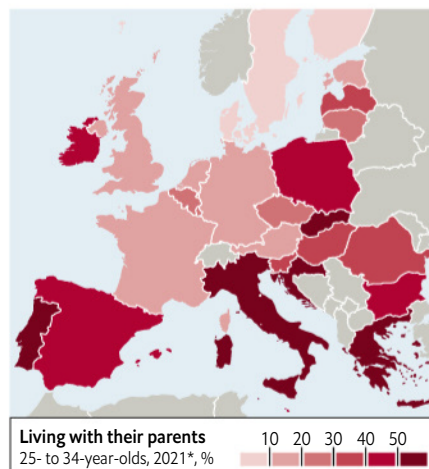 Living with their parents
25- to 34-year-olds, 2021*, %
10 20 30 40 50